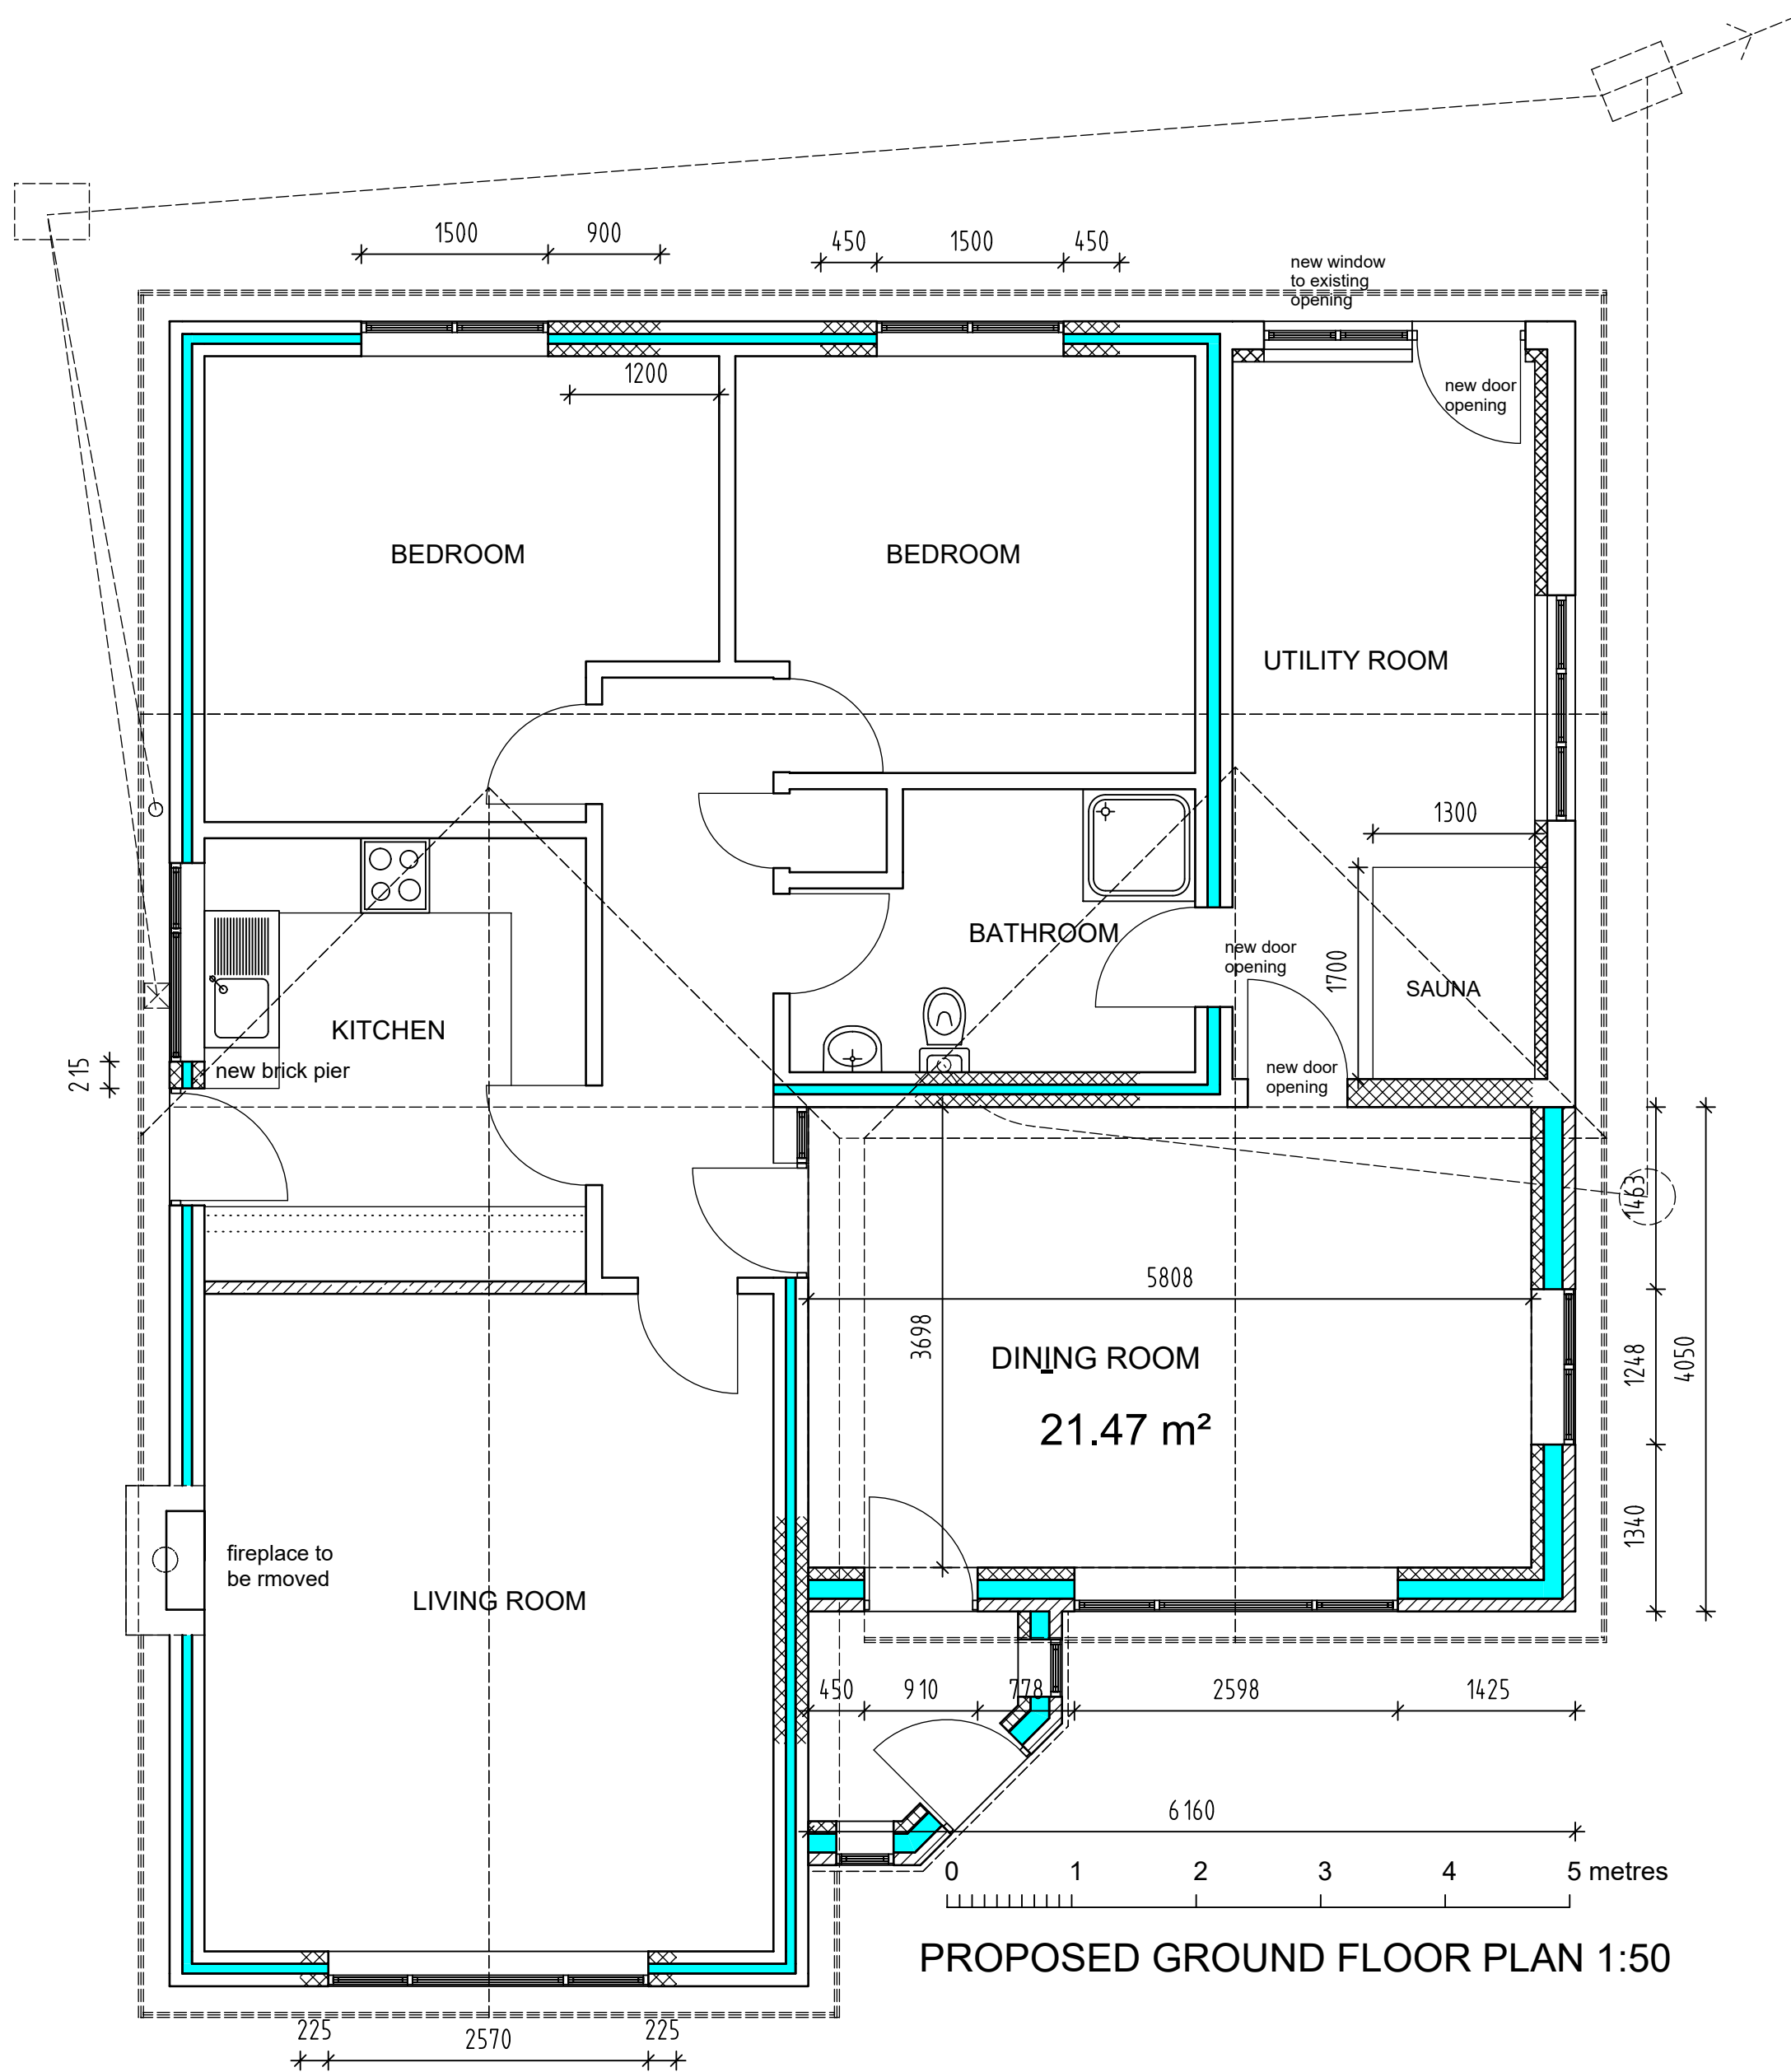 1500
900
450
1500
450
new window
to existing
opening
1200
new door
opening
BEDROOM
BEDROOM
UTILITY ROOM
1300
BATHROOM
new door
opening
1700
SAUNA
KITCHEN
215
new brick pier
new door
opening
1463
5808
3698
DINING ROOM
1248
4050
21.47 m²
1340
fireplace to
be rmoved
LIVING ROOM
450
910
778
2598
1425
6160
0
1
2
3
4
5 metres
PROPOSED GROUND FLOOR PLAN 1:50
225
2570
225